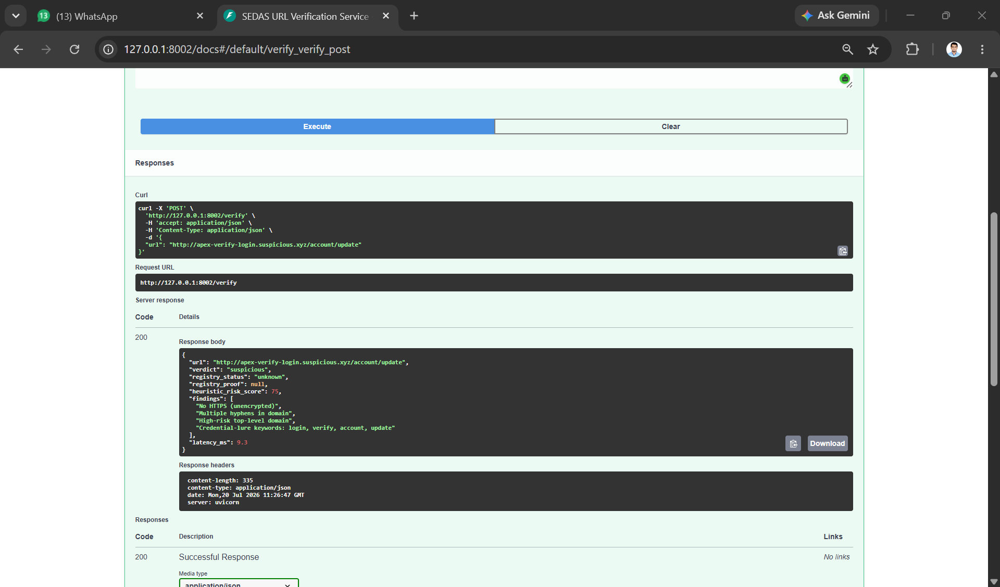 13
(13) WhatsApp
SEDAS URL Verification Service
Ask Gemini
127.0.0.1:8002/docs#/default/verify_verify_post
Execute
Clear
Responses
Curl
curl -X 'POST' \
  'http://127.0.0.1:8002/verify' \
  -H 'accept: application/json' \
  -H 'Content-Type: application/json' \
  -d '{
  "url": "http://apex-verify-login.suspicious.xyz/account/update"
}'
Request URL
http://127.0.0.1:8002/verify
Server response
Code Details
200
Response body
{
  "url": "http://apex-verify-login.suspicious.xyz/account/update",
  "verdict": "suspicious",
  "registry_status": "unknown",
  "registry_proof": null,
  "heuristic_risk_score": 75,
  "findings": [
    "No HTTPS (unencrypted)",
    "Multiple hyphens in domain",
    "High-risk top-level domain",
    "Credential-lure keywords: login, verify, account, update"
  ],
  "latency_ms": 9.3
}
Download
Response headers
content-length: 335
content-type: application/json
date: Mon,20 Jul 2026 11:26:47 GMT
server: uvicorn
Responses
Code Description Links
200 Successful Response No links
Media type
application/json